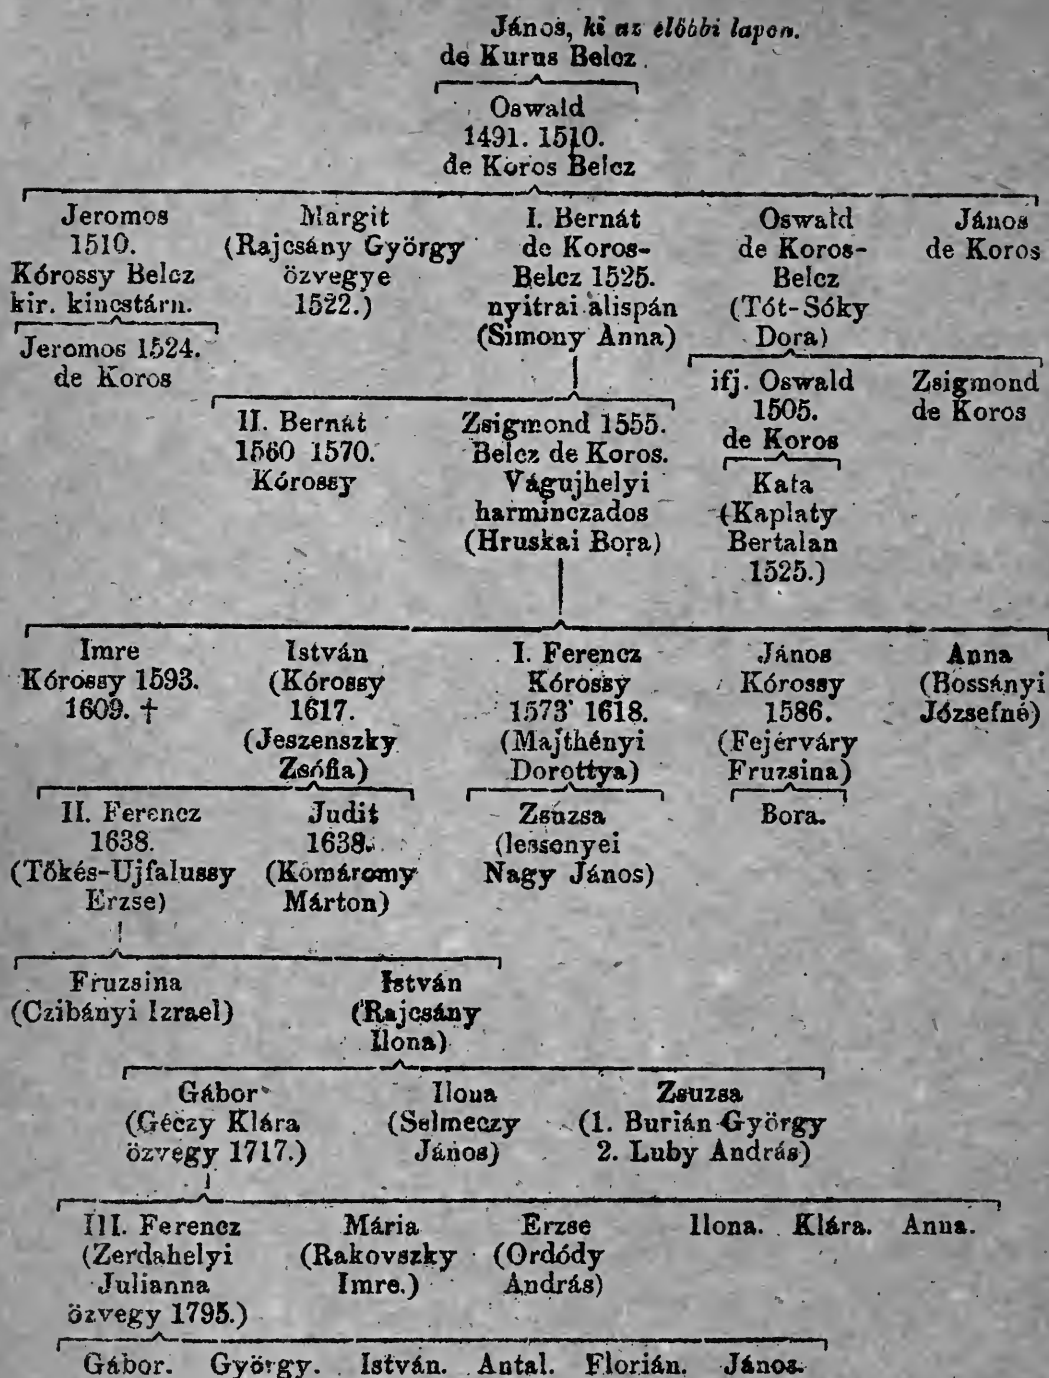 János, ki az előbbi lapon.
de Kurus Belcz.
Oswald
1491. 1510.
de Koros Belcz
Jeromos
1510.
Kórossy Belcz
kir. kincstárn.
Margit
(Rajcsány György
özvegye
1522.)
I. Bernát
de Koros-
Belcz 1525.
nyitrai alispán
(Simony Anna)
Oswald
de Koros-
Belcz
(Tót-Sóky
Dora)
János
de Koros
Jeromos 1524.
de Koros
II. Bernát
1560 1570.
Kórossy
Zsigmond 1555.
Belcz de Koros.
Vágujhelyi
harminczados
(Hruskai Bora)
ifj. Oswald
1505.
de Koros
Zsigmond
de Koros
Kata
(Kaplaty
Bertalan
1525.)
Imre
Kórossy 1593.
1609. †
István
(Kórossy
1617.
(Jeszenszky
Zsófia)
I. Ferencz
Kórossy
1573 1618.
(Majthényi
Dorottya)
János
Kórossy
1586.
(Fejérváry
Fruzsina)
Anna
(Bossányi
Józsefné)
II. Ferencz
1638.
(Tőkés-Ujfalussy
Erzse)
Judit
1638.
(Komáromy
Márton)
Zsuzsa
(lessenyei
Nagy János)
Bora.
Fruzsina
(Czibányi Izrael)
István
(Rajcsány
Ilona)
Gábor
(Géczy Klára
özvegy 1717.)
Ilona
(Selmeczy
János)
Zsuzsa
(1. Burián György
2. Luby András)
III. Ferencz
(Zerdahelyi
Julianna
özvegy 1795.)
Mária
(Rakovszky
Imre.)
Erzse
(Ordódy
András)
Ilona. Klára. Anna.
Gábor. György. István. Antal. Florián. János.